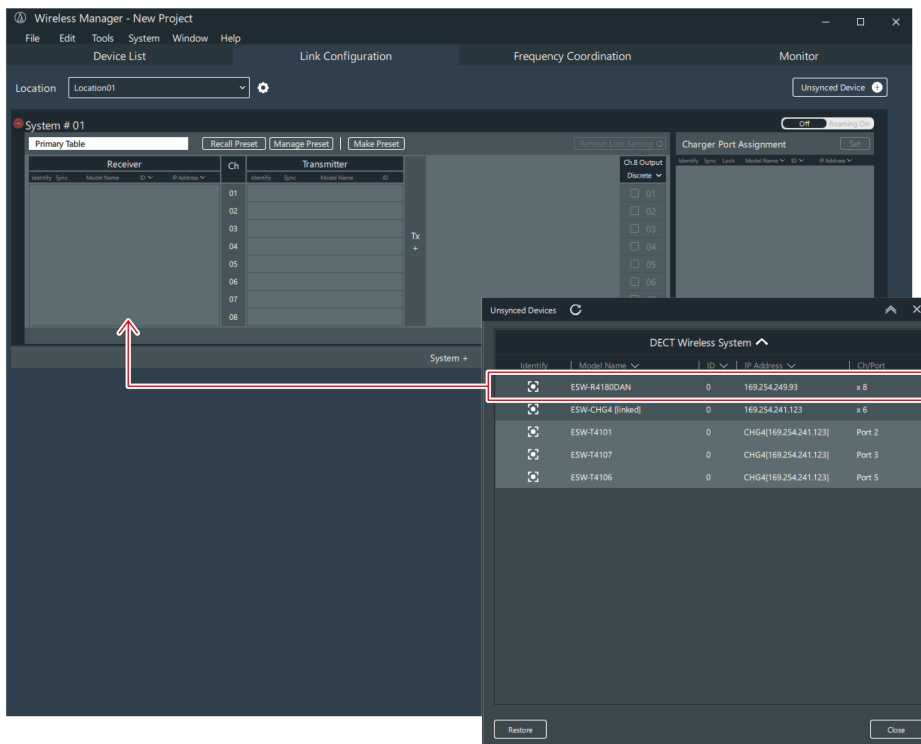 Wireless Manager - New Project
File Edit Tools System Window Help
Device List Link Configuration Frequency Coordination Monitor
Location Location01 Unsynced Device
System # 01 Off Roaming On
Primary Table Recall Preset Manage Preset Make Preset Refresh Link Setting Charger Port Assignment Set
Receiver Ch Transmitter Ch.8 Output
Identify Sync Model Name ID IP Address Identify Sync Model Name ID Discrete Identify Sync Lock Model Name ID IP Address
01 01
02 02
03 03
Tx
04 + 04
05 05
06 06
07
08
System +
Unsynced Devices
DECT Wireless System
Identify Model Name ID IP Address Ch/Port
ESW-R4180DAN 0 169.254.249.93 x 8
ESW-CHG4 [linked] 0 169.254.241.123 x 6
ESW-T4101 0 CHG4[169.254.241.123] Port 2
ESW-T4107 0 CHG4[169.254.241.123] Port 3
ESW-T4106 0 CHG4[169.254.241.123] Port 5
Restore Close